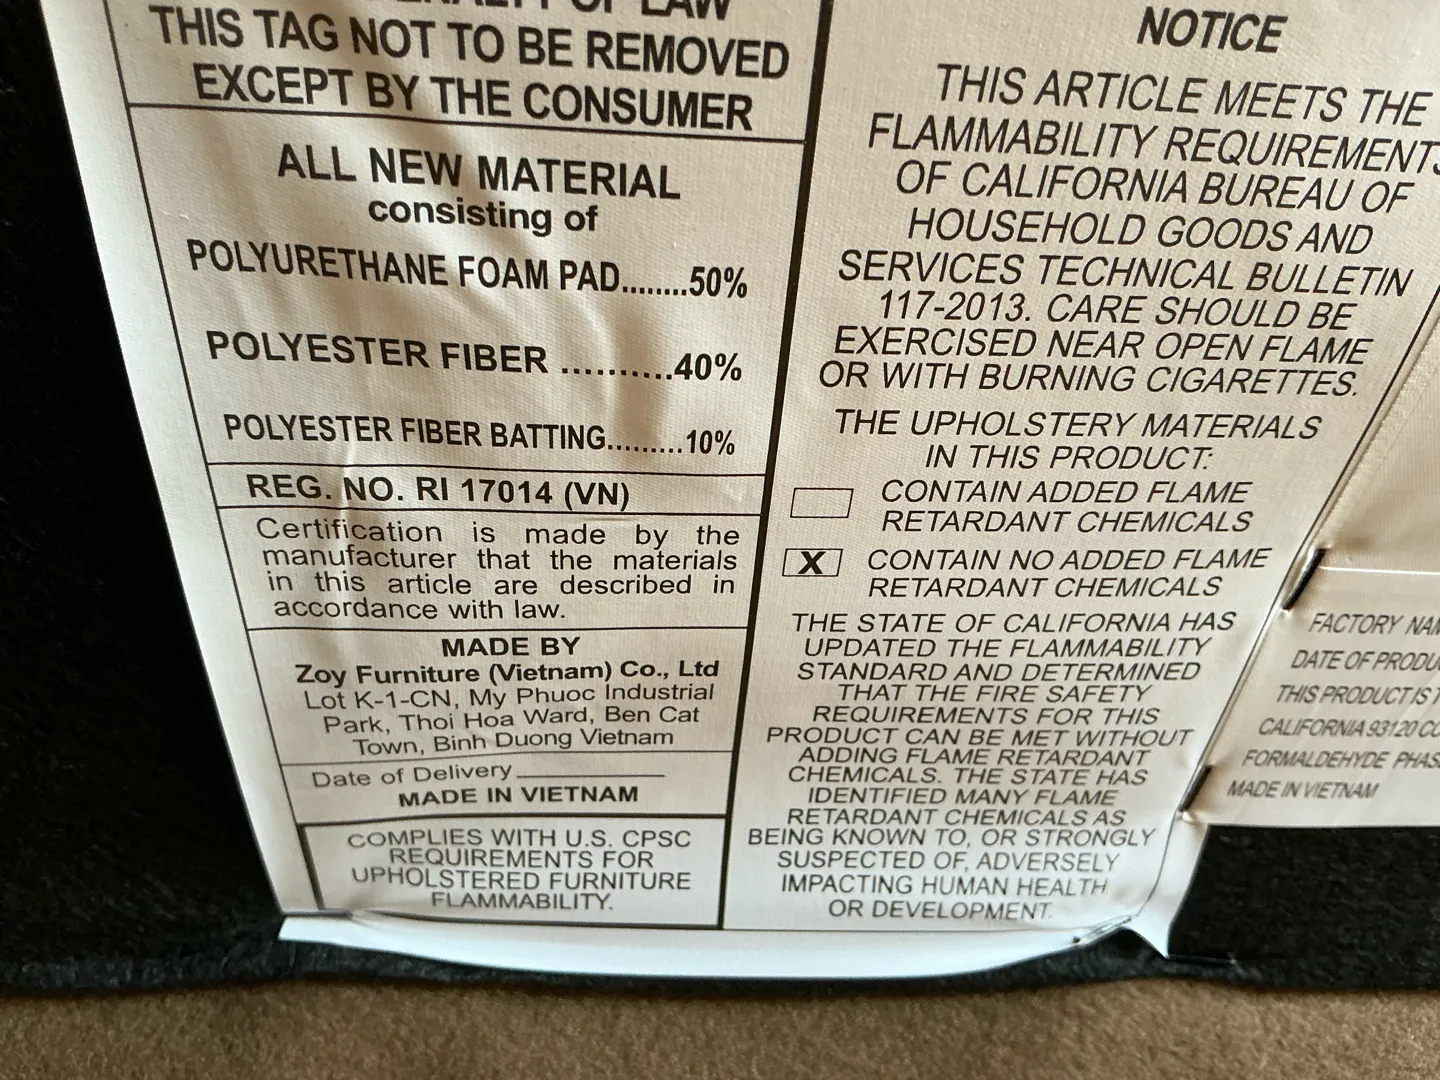 PENALTY OF LAW
THIS TAG NOT TO BE REMOVED
EXCEPT BY THE CONSUMER
ALL NEW MATERIAL
consisting of
POLYURETHANE FOAM PAD........50%
POLYESTER FIBER ..........40%
POLYESTER FIBER BATTING.........10%
REG. NO. RI 17014 (VN)
Certification is made by the
manufacturer that the materials
in this article are described in
accordance with law.
MADE BY
Zoy Furniture (Vietnam) Co., Ltd
Lot K-1-CN, My Phuoc Industrial
Park, Thoi Hoa Ward, Ben Cat
Town, Binh Duong Vietnam
Date of Delivery
MADE IN VIETNAM
COMPLIES WITH U.S. CPSC
REQUIREMENTS FOR
UPHOLSTERED FURNITURE
FLAMMABILITY.
NOTICE
THIS ARTICLE MEETS THE
FLAMMABILITY REQUIREMENTS
OF CALIFORNIA BUREAU OF
HOUSEHOLD GOODS AND
SERVICES TECHNICAL BULLETIN
117-2013. CARE SHOULD BE
EXERCISED NEAR OPEN FLAME
OR WITH BURNING CIGARETTES.
THE UPHOLSTERY MATERIALS
IN THIS PRODUCT:
CONTAIN ADDED FLAME
RETARDANT CHEMICALS
X CONTAIN NO ADDED FLAME
RETARDANT CHEMICALS
THE STATE OF CALIFORNIA HAS
UPDATED THE FLAMMABILITY
STANDARD AND DETERMINED
THAT THE FIRE SAFETY
REQUIREMENTS FOR THIS
PRODUCT CAN BE MET WITHOUT
ADDING FLAME RETARDANT
CHEMICALS. THE STATE HAS
IDENTIFIED MANY FLAME
RETARDANT CHEMICALS AS
BEING KNOWN TO, OR STRONGLY
SUSPECTED OF, ADVERSELY
IMPACTING HUMAN HEALTH
OR DEVELOPMENT.
FACTORY
DATE OF
THIS PRODUCT IS
CALIFORNIA 93120
FORMALDEHYDE
MADE IN VIETNAM